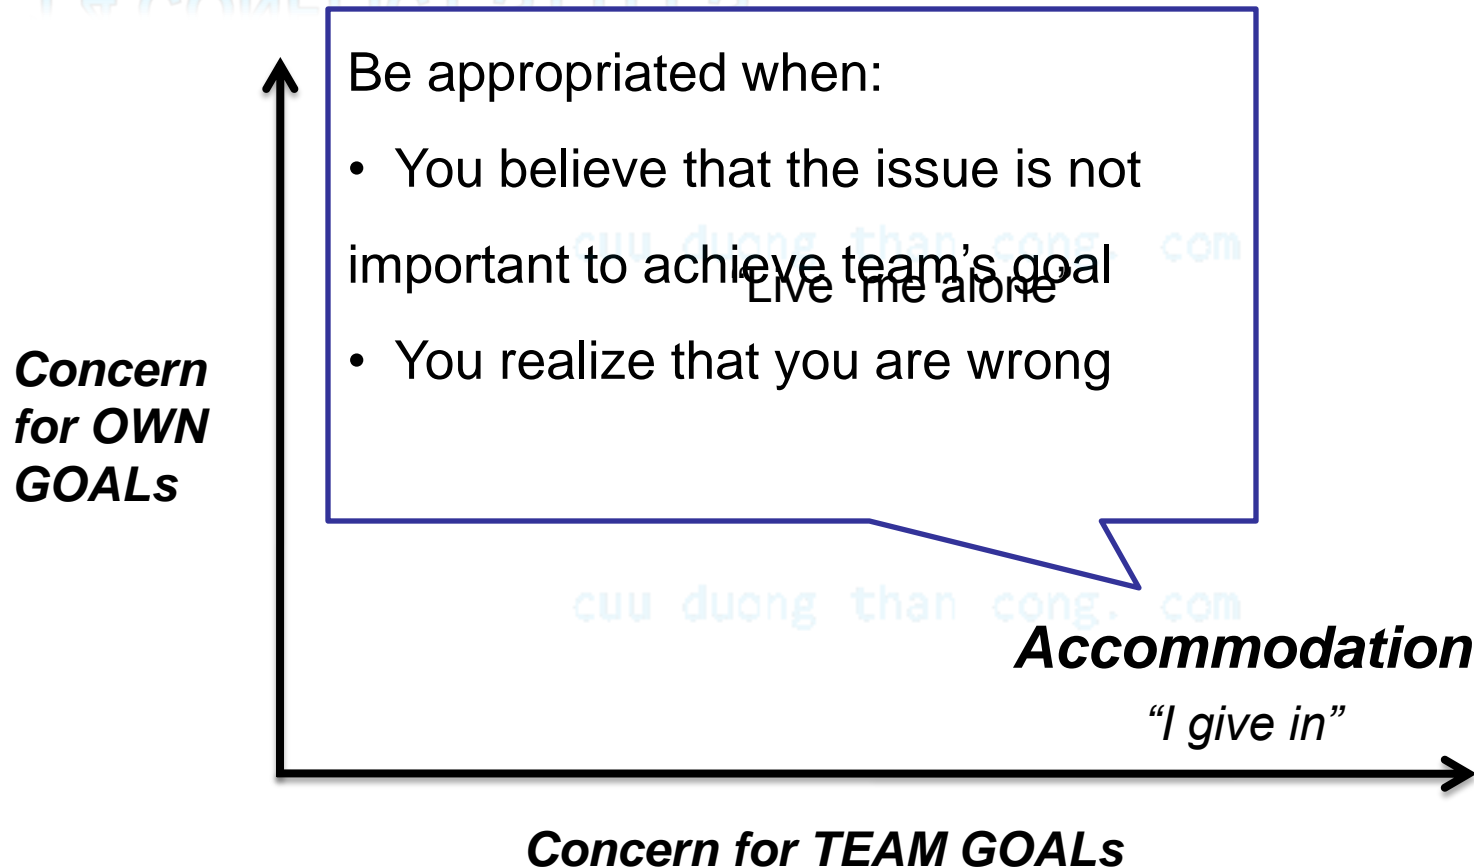 Be appropriated when:
• You believe that the issue is not
cuu duong than cong. com
important to achieve team’s goal
“Live me alone”
• You realize that you are wrong
Concern
for OWN
GOALs
cuu duong than cong. com
Accommodation
“I give in”
Concern for TEAM GOALs